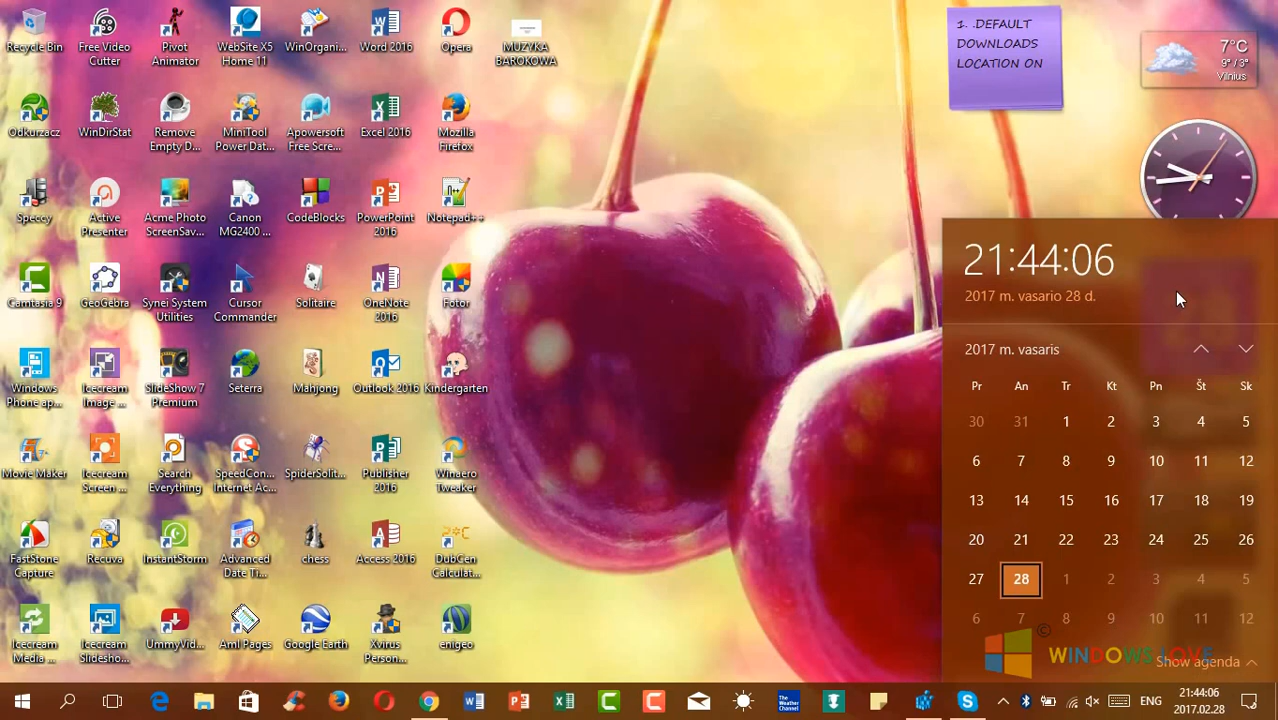 Recycle Bin
Free Video
Cutter
Pivot
Animator
WebSite X5
Home 11
WinOrgani...
Word 2016
Opera
MUZYKA
BAROKOWA
Odkurzacz
WinDirStat
Remove
Empty D...
MiniTool
Power Dat...
Apowersoft
Free Scre...
Excel 2016
Mozilla
Firefox
Speccy
Active
Presenter
Acme Photo
ScreenSav...
Canon
MG2400 ...
CodeBlocks
PowerPoint
2016
Notepad++
Camtasia 9
GeoGebra
Synei System
Utilities
Cursor
Commander
Solitaire
OneNote
2016
Fotor
Windows
Phone ap...
Icecream
Image ...
SlideShow 7
Premium
Seterra
Mahjong
Outlook 2016
Kindergarten
Movie Maker
Icecream
Screen ...
Search
Everything
SpeedCon...
Internet Ac...
SpiderSolit...
Publisher
2016
Winaero
Tweaker
FastStone
Capture
Recuva
InstantStorm
Advanced
Date Ti...
chess
Access 2016
DubCen
Calculat...
Icecream
Media ...
Icecream
Slidesho...
UmmyVid...
Aml Pages
Google Earth
Xvirus
Person...
enigeo
1. .DEFAULT
DOWNLOADS
LOCATION ON
7°C
9° / 3°
Vilnius
21:44:06
2017 m. vasario 28 d.
2017 m. vasaris
Pr An Tr Kt Pn Št Sk
30 31 1 2 3 4 5
6 7 8 9 10 11 12
13 14 15 16 17 18 19
20 21 22 23 24 25 26
27 28 1 2 3 4 5
6 7 8 9 10 11 12
©
WINDOWS LOVE
Show agenda
The
Weather
Channel
ENG
21:44:06
2017.02.28